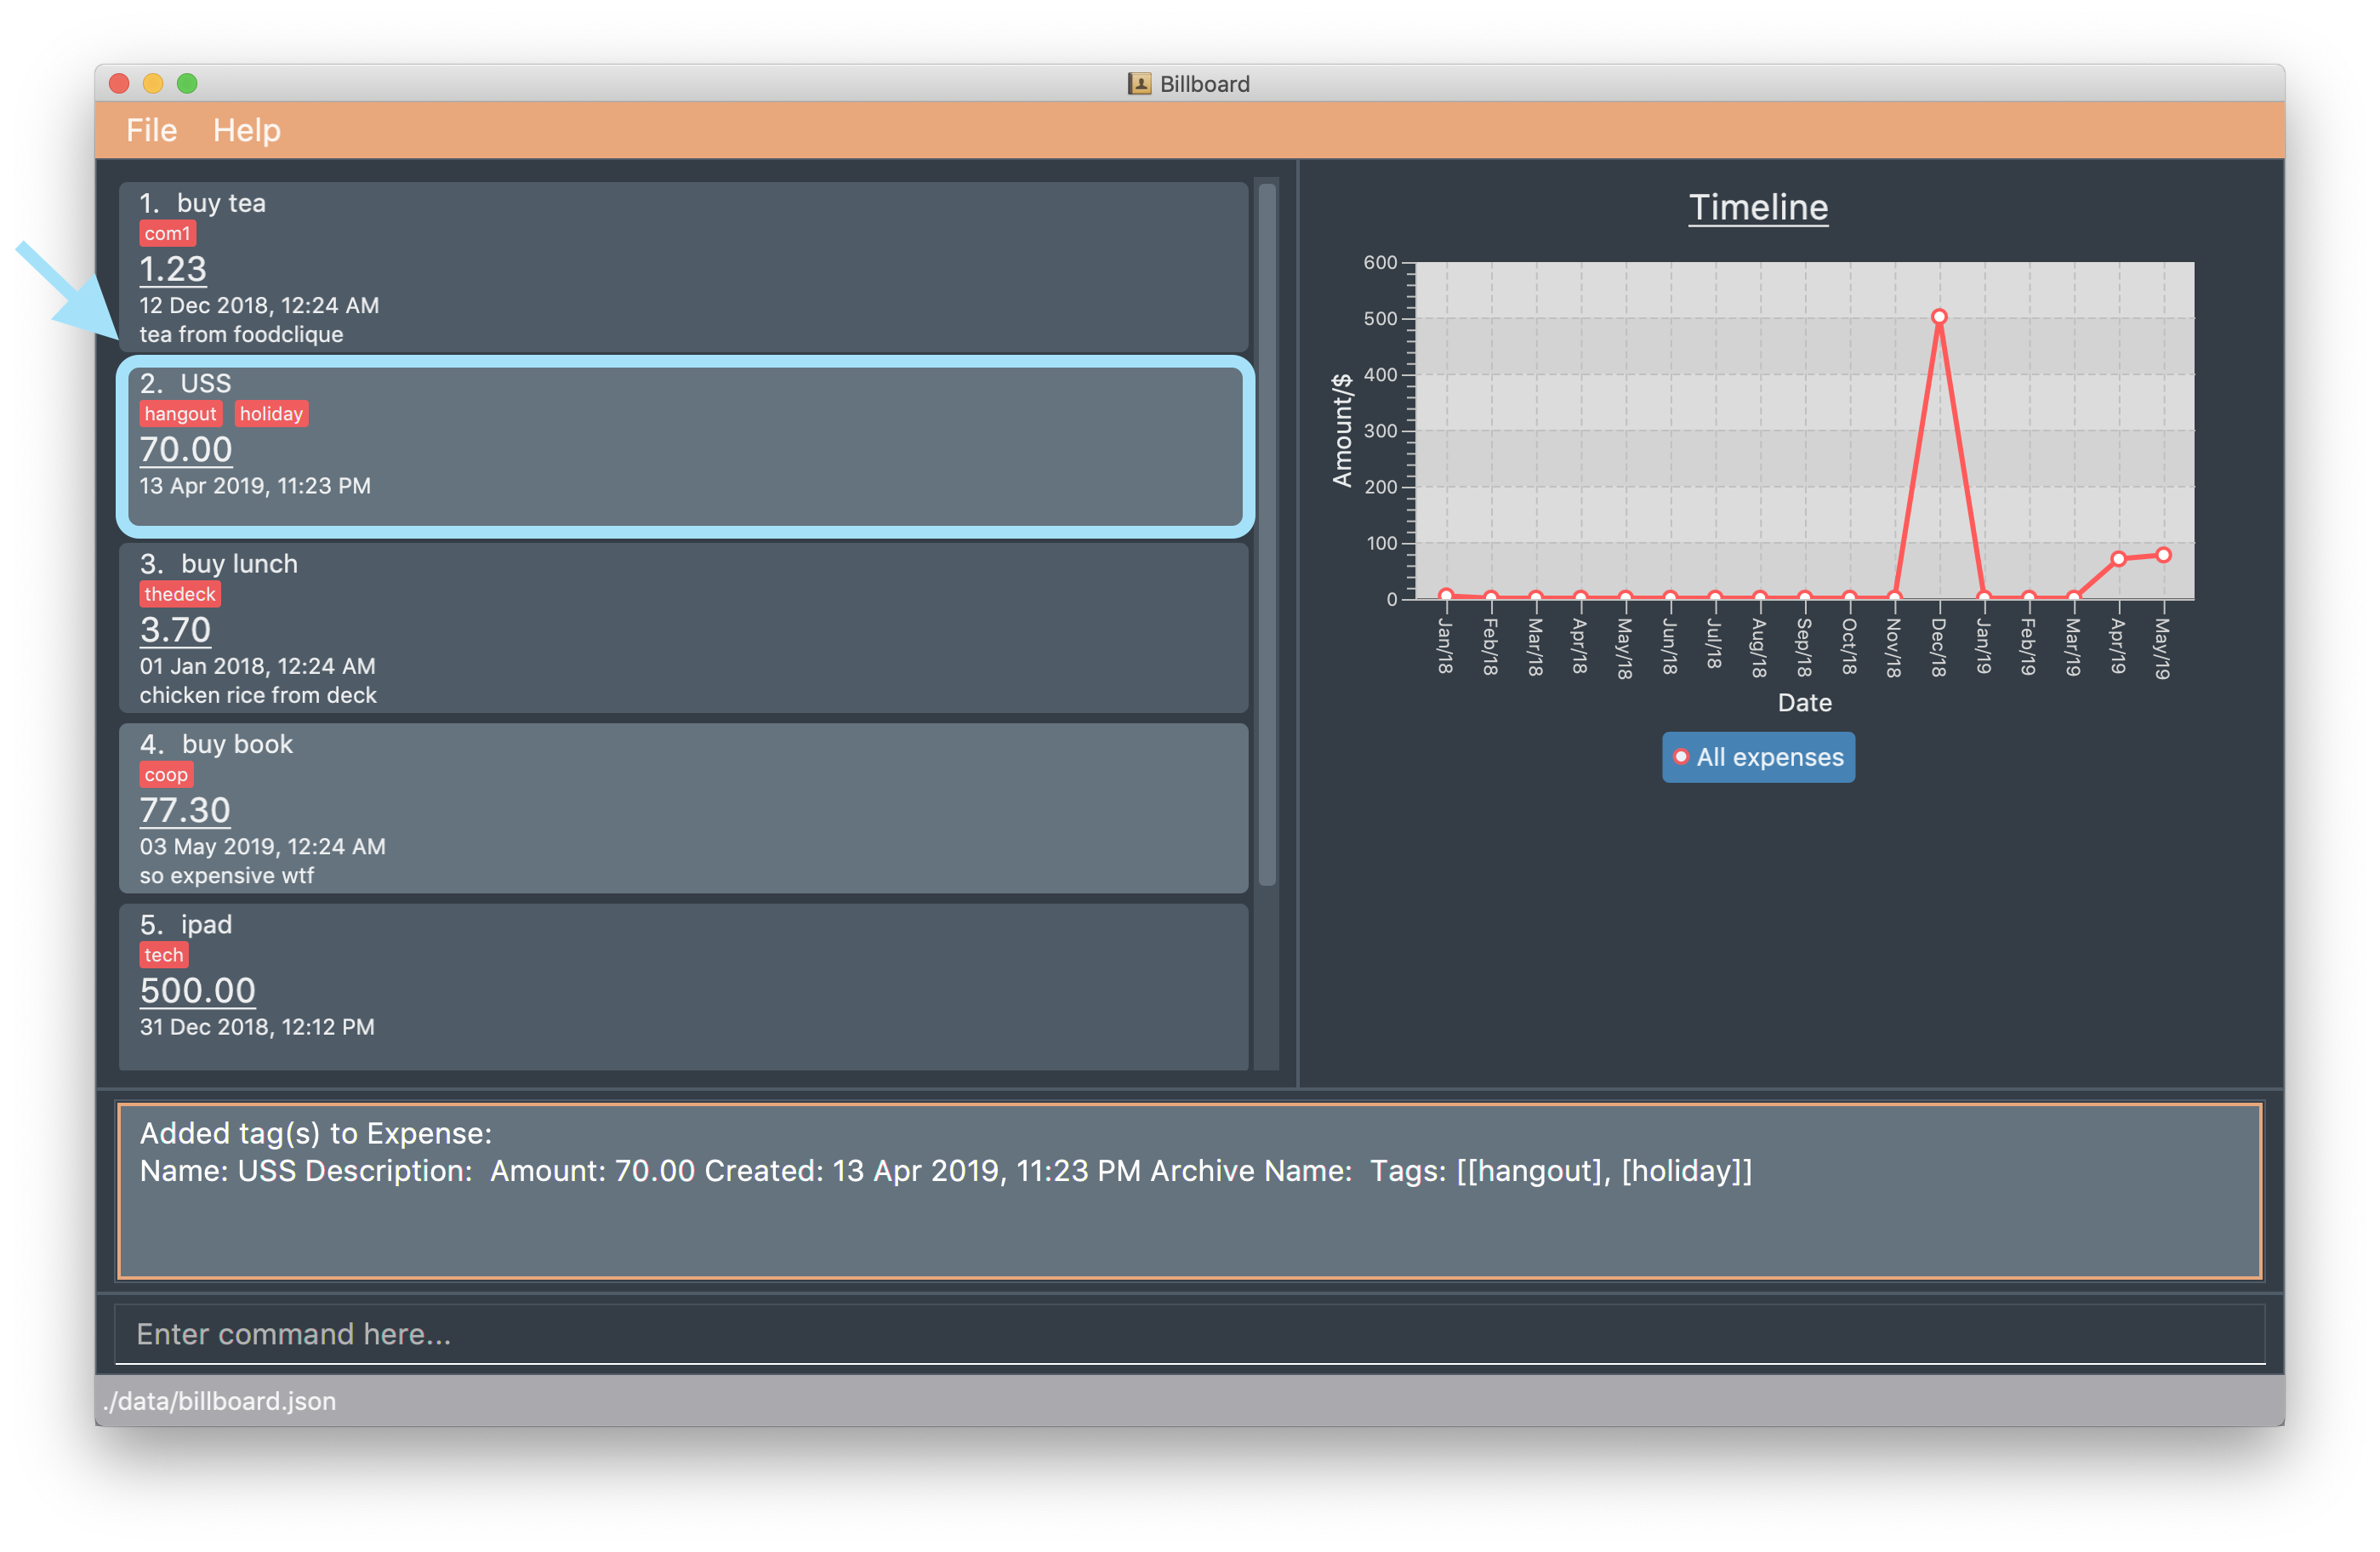 Billboard
File Help
1. buy tea
com1
1.23
12 Dec 2018, 12:24 AM
tea from foodclique
2. USS
hangout holiday
70.00
13 Apr 2019, 11:23 PM
3. buy lunch
thedeck
3.70
01 Jan 2018, 12:24 AM
chicken rice from deck
4. buy book
coop
77.30
03 May 2019, 12:24 AM
so expensive wtf
5. ipad
tech
500.00
31 Dec 2018, 12:12 PM
Timeline
Amount/$
600
500
400
300
200
100
0
Jan/18
Feb/18
Mar/18
Apr/18
May/18
Jun/18
Jul/18
Aug/18
Sep/18
Oct/18
Nov/18
Dec/18
Jan/19
Feb/19
Mar/19
Apr/19
May/19
Date
All expenses
Added tag(s) to Expense:
Name: USS Description:  Amount: 70.00 Created: 13 Apr 2019, 11:23 PM Archive Name:  Tags: [[hangout], [holiday]]
Enter command here...
./data/billboard.json